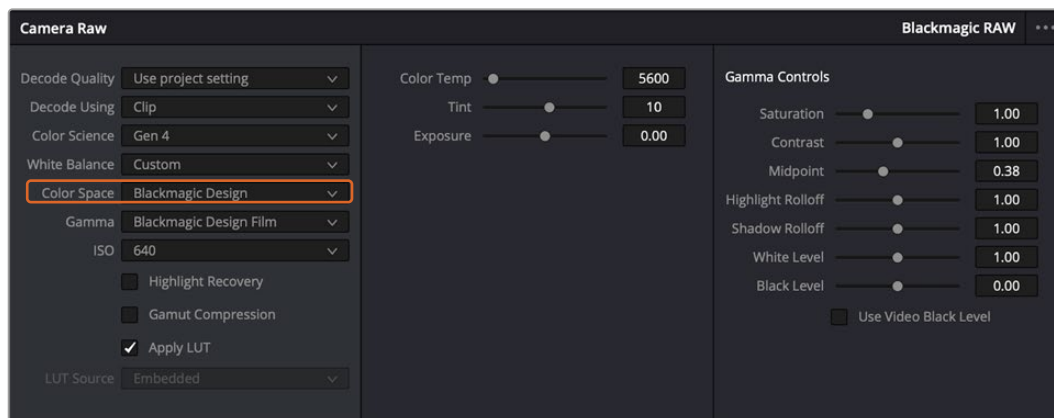 Camera Raw
Blackmagic RAW
Decode Quality Use project setting
Decode Using Clip
Color Science Gen 4
White Balance Custom
Color Space Blackmagic Design
Gamma Blackmagic Design Film
ISO 640
Highlight Recovery
Gamut Compression
Apply LUT
LUT Source Embedded
Color Temp 5600
Tint 10
Exposure 0.00
Gamma Controls
Saturation 1.00
Contrast 1.00
Midpoint 0.38
Highlight Rolloff 1.00
Shadow Rolloff 1.00
White Level 1.00
Black Level 0.00
Use Video Black Level